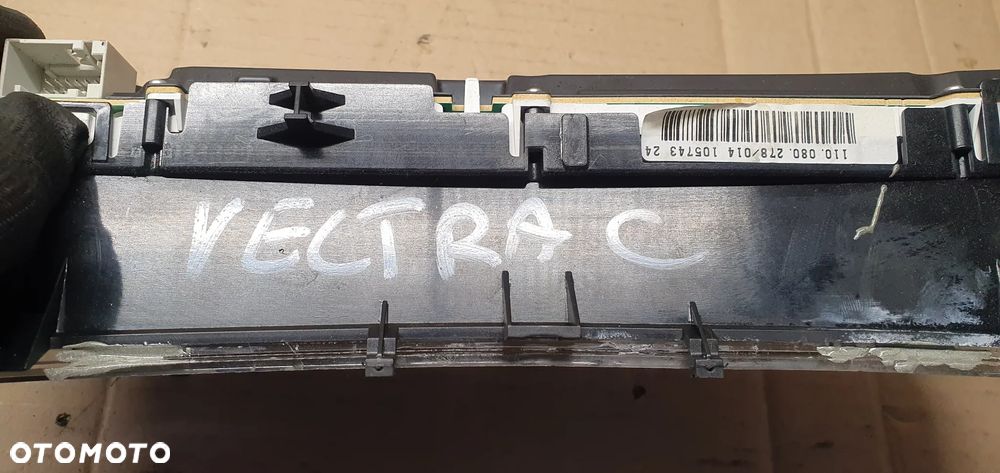 110.080.278/014 105743 24
VECTRA C
OTOMOTO